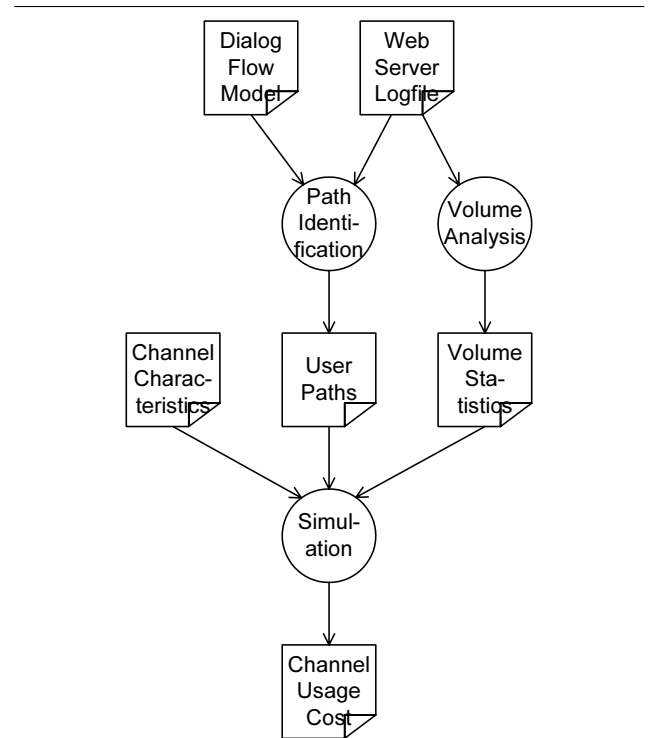 Dialog
Flow
Model
Web
Server
Logfile
Path
Identi-
fication
Volume
Analysis
Channel
Charac-
teristics
User
Paths
Volume
Sta-
tistics
Simul-
ation
Channel
Usage
Cost